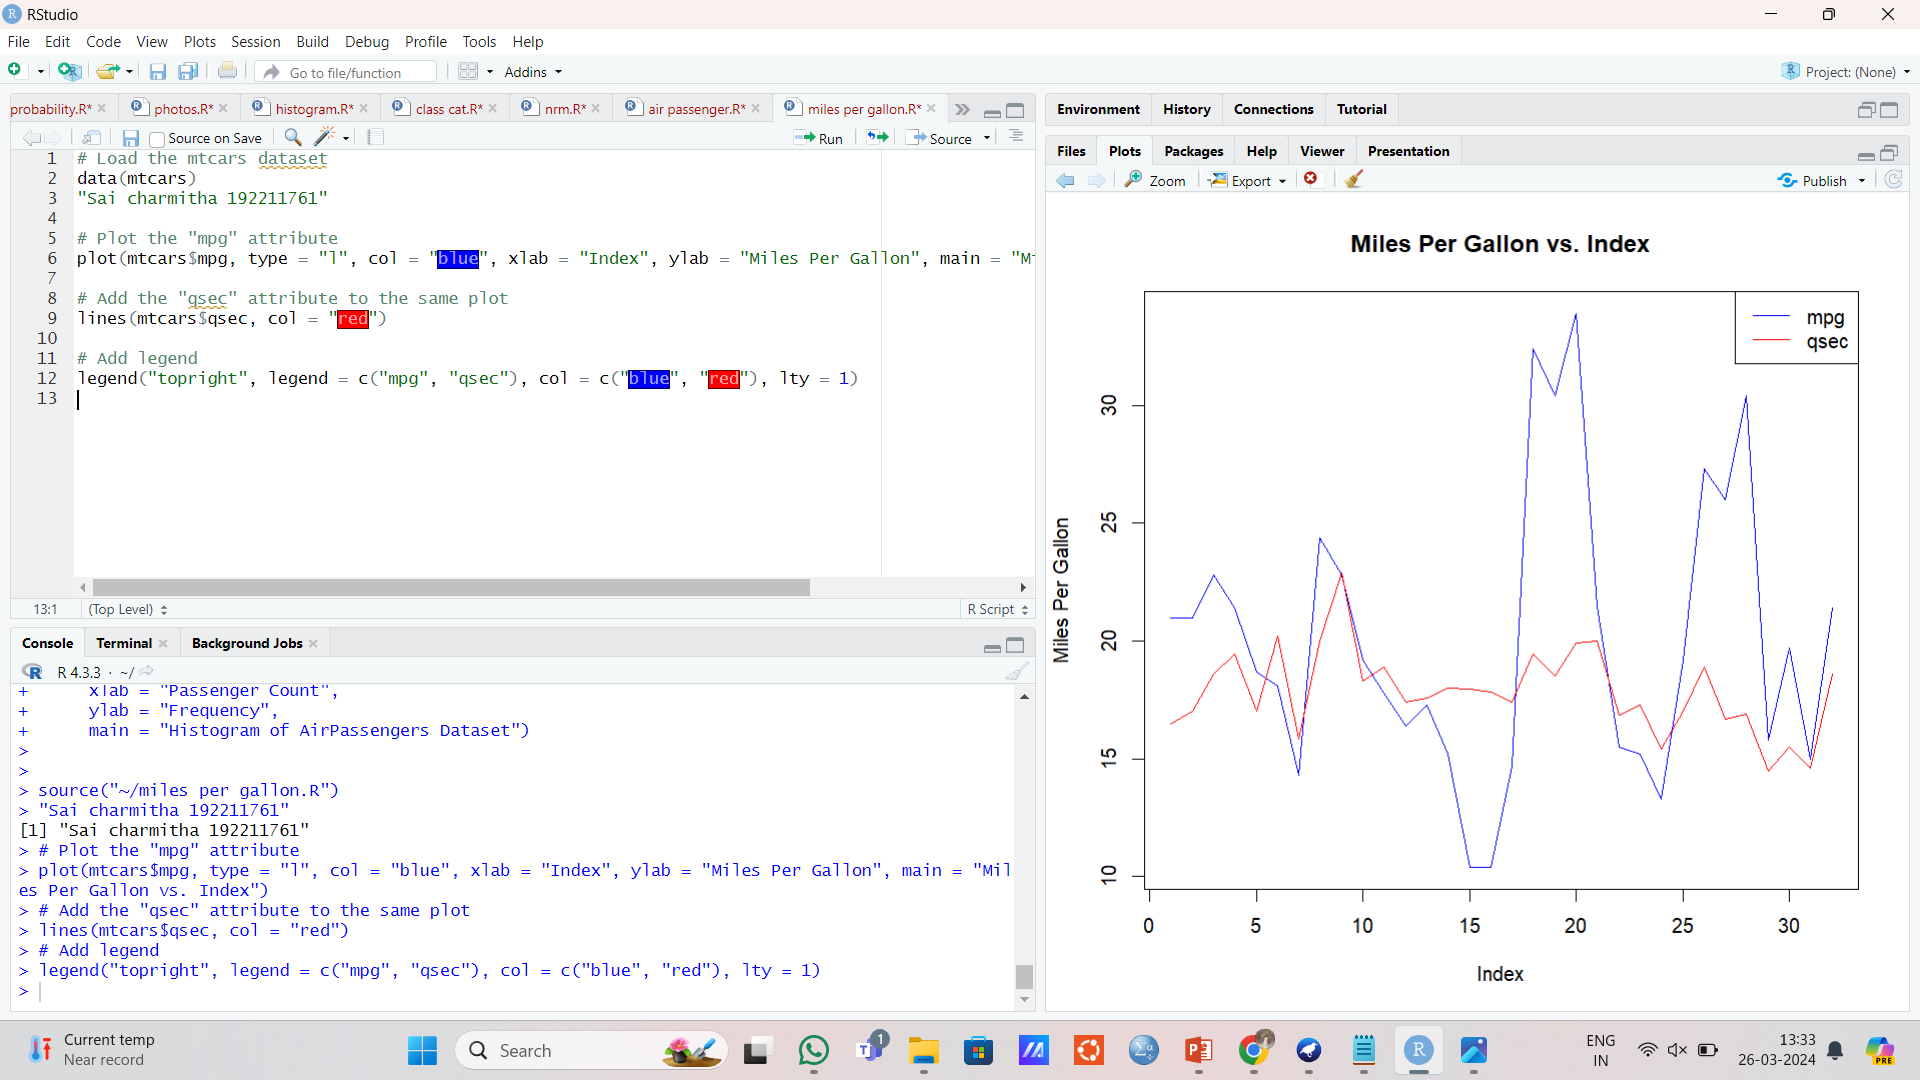 RStudio
File Edit Code View Plots Session Build Debug Profile Tools Help
Go to file/function Addins Project: (None)
probability.R* photos.R* histogram.R* class cat.R* nrm.R* air passenger.R* miles per gallon.R*
Source on Save Run Source
1 # Load the mtcars dataset
2 data(mtcars)
3 "Sai charmitha 192211761"
4
5 # Plot the "mpg" attribute
6 plot(mtcars$mpg, type = "l", col = "blue", xlab = "Index", ylab = "Miles Per Gallon", main = "M
7
8 # Add the "qsec" attribute to the same plot
9 lines(mtcars$qsec, col = "red")
10
11 # Add legend
12 legend("topright", legend = c("mpg", "qsec"), col = c("blue", "red"), lty = 1)
13
13:1 (Top Level) R Script
Console Terminal Background Jobs
R 4.3.3 · ~/
+ xlab = "Passenger Count",
+ ylab = "Frequency",
+ main = "Histogram of AirPassengers Dataset")
>
>
> source("~/miles per gallon.R")
> "Sai charmitha 192211761"
[1] "Sai charmitha 192211761"
> # Plot the "mpg" attribute
> plot(mtcars$mpg, type = "l", col = "blue", xlab = "Index", ylab = "Miles Per Gallon", main = "Mil
es Per Gallon vs. Index")
> # Add the "qsec" attribute to the same plot
> lines(mtcars$qsec, col = "red")
> # Add legend
> legend("topright", legend = c("mpg", "qsec"), col = c("blue", "red"), lty = 1)
>
Environment History Connections Tutorial
Files Plots Packages Help Viewer Presentation
Zoom Export Publish
Miles Per Gallon vs. Index
mpg
qsec
Miles Per Gallon
30
25
20
15
10
0 5 10 15 20 25 30
Index
Current temp
Near record
Search
1
ENG
IN
13:33
26-03-2024
PRE